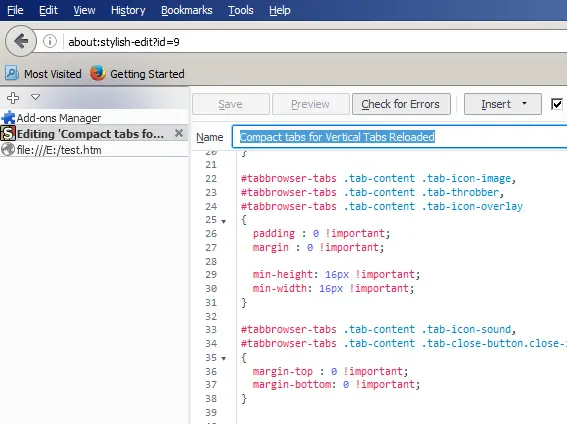 File Edit View History Bookmarks Tools Help
about:stylish-edit?id=9
Most Visited Getting Started
Add-ons Manager
Editing 'Compact tabs fo...
file:///E:/test.htm
Save Preview Check for Errors Insert
Name Compact tabs for Vertical Tabs Reloaded
20 }
21
22 #tabbrowser-tabs .tab-content .tab-icon-image,
23 #tabbrowser-tabs .tab-content .tab-throbber,
24 #tabbrowser-tabs .tab-content .tab-icon-overlay
25 {
26 padding : 0 !important;
27 margin : 0 !important;
28
29 min-height: 16px !important;
30 min-width: 16px !important;
31 }
32
33 #tabbrowser-tabs .tab-content .tab-icon-sound,
34 #tabbrowser-tabs .tab-content .tab-close-button.close-
35 {
36 margin-top : 0 !important;
37 margin-bottom: 0 !important;
38 }
39